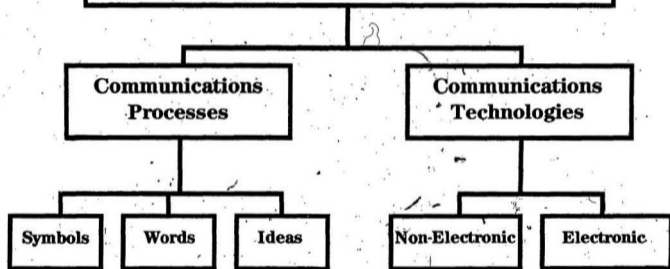 Communications Communications
Processes Technologies
Symbols Words Ideas Non-Electronic Electronic